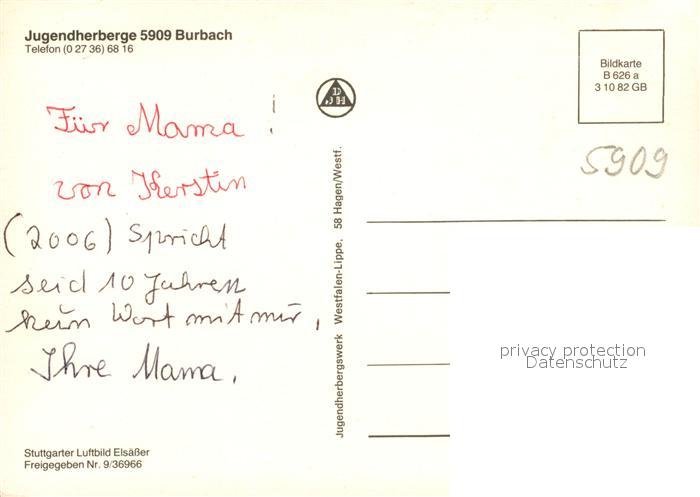 Jugendherberge 5909 Burbach
Telefon (0 27 36) 68 16
Für Mama !
von Kerstin
(2006) Spricht
seid 10 Jahren
kein Wort mit mir,
Ihre Mama.
Stuttgarter Luftbild Elsäßer
Freigegeben Nr. 9/36966
DJH
Jugendherbergswerk Westfalen-Lippe, 58 Hagen/Westf.
Bildkarte
B 626 a
3 10 82 GB
5909
privacy protection
Datenschutz